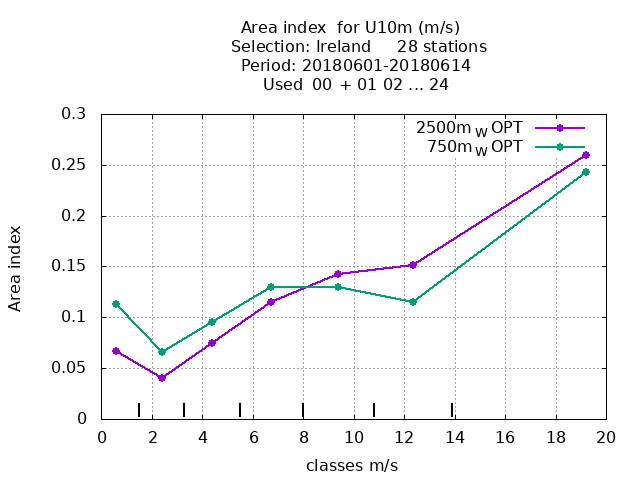 Area index  for U10m (m/s)
Selection: Ireland     28 stations
Period: 20180601-20180614
Used  00 + 01 02 ... 24
0.3
0.25
0.2
0.15
0.1
0.05
0
Area index
2500m W OPT
750m W OPT
0 2 4 6 8 10 12 14 16 18 20
classes m/s